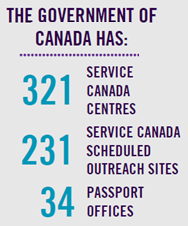 THE GOVERNMENT OF
CANADA HAS:
321 SERVICE
CANADA
CENTRES
231 SERVICE CANADA
SCHEDULED
OUTREACH SITES
34 PASSPORT
OFFICES